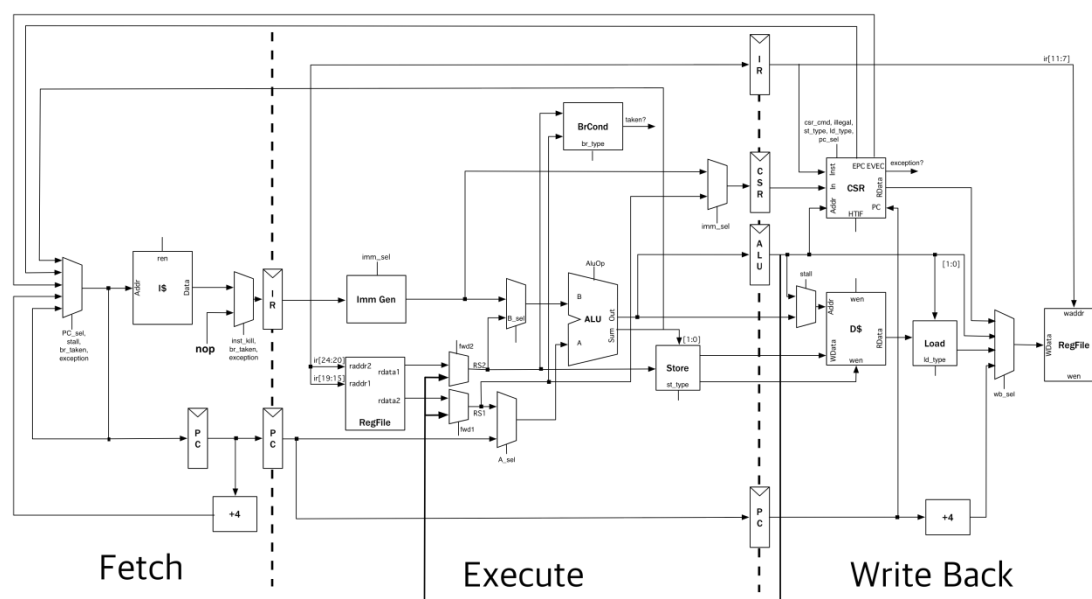 ir[11:7]
I
R
BrCond
taken?
br_type
csr_cmd, illegal,
st_type, ld_type,
pc_sel
C
S
R
Inst
EPC EVEC
exception?
In
CSR
RData
Addr
PC
HTIF
imm_sel
A
L
U
ren
Addr
I$
Data
imm_sel
Imm Gen
AluOp
B
ALU
Out
Sum
A
B_sel
stall
wen
Addr
D$
RData
WData
wen
[1:0]
waddr
RegFile
WData
wen
PC_sel,
stall,
br_taken,
exception
nop
inst_kill,
br_taken,
exception
I
R
ir[24:20]
raddr2
rdata1
ir[19:15]
raddr1
rdata2
RegFile
fwd2
RS2
RS1
fwd1
A_sel
[1:0]
Store
st_type
Load
ld_type
wb_sel
P
C
P
C
+4
P
C
+4
Fetch
Execute
Write Back